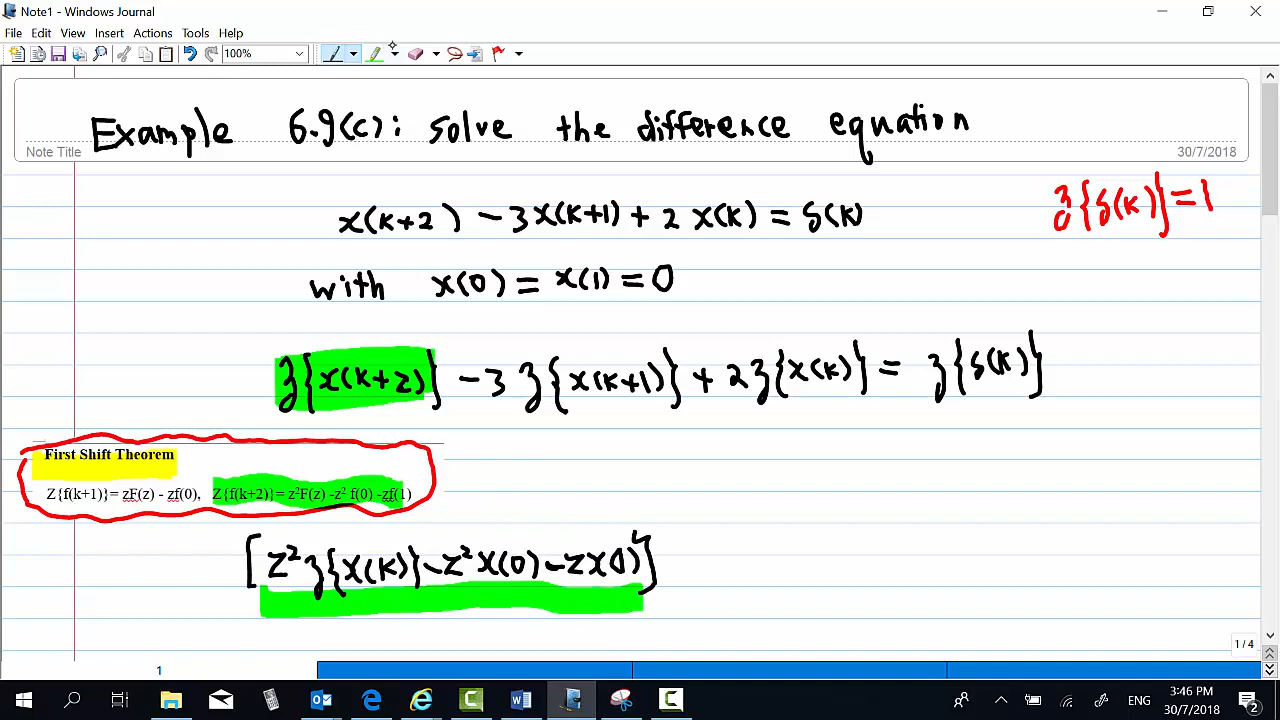 Note1 - Windows Journal
File Edit View Insert Actions Tools Help
100%
Example 6.9(c): solve the difference equation
Note Title
30/7/2018
x(k+2) - 3x(k+1) + 2x(k) = δ(k)
𝔷{δ(k)} = 1
with x(0) = x(1) = 0
𝔷{x(k+2)} - 3𝔷{x(k+1)} + 2𝔷{x(k)} = 𝔷{δ(k)}
First Shift Theorem
Z{f(k+1)}= zF(z) - zf(0), Z{f(k+2)}= z²F(z) -z² f(0) -zf(1)
[z²𝔷{x(k)} - z²x(0) - zx(1)]
1 / 4
1
ENG
3:46 PM
30/7/2018
2